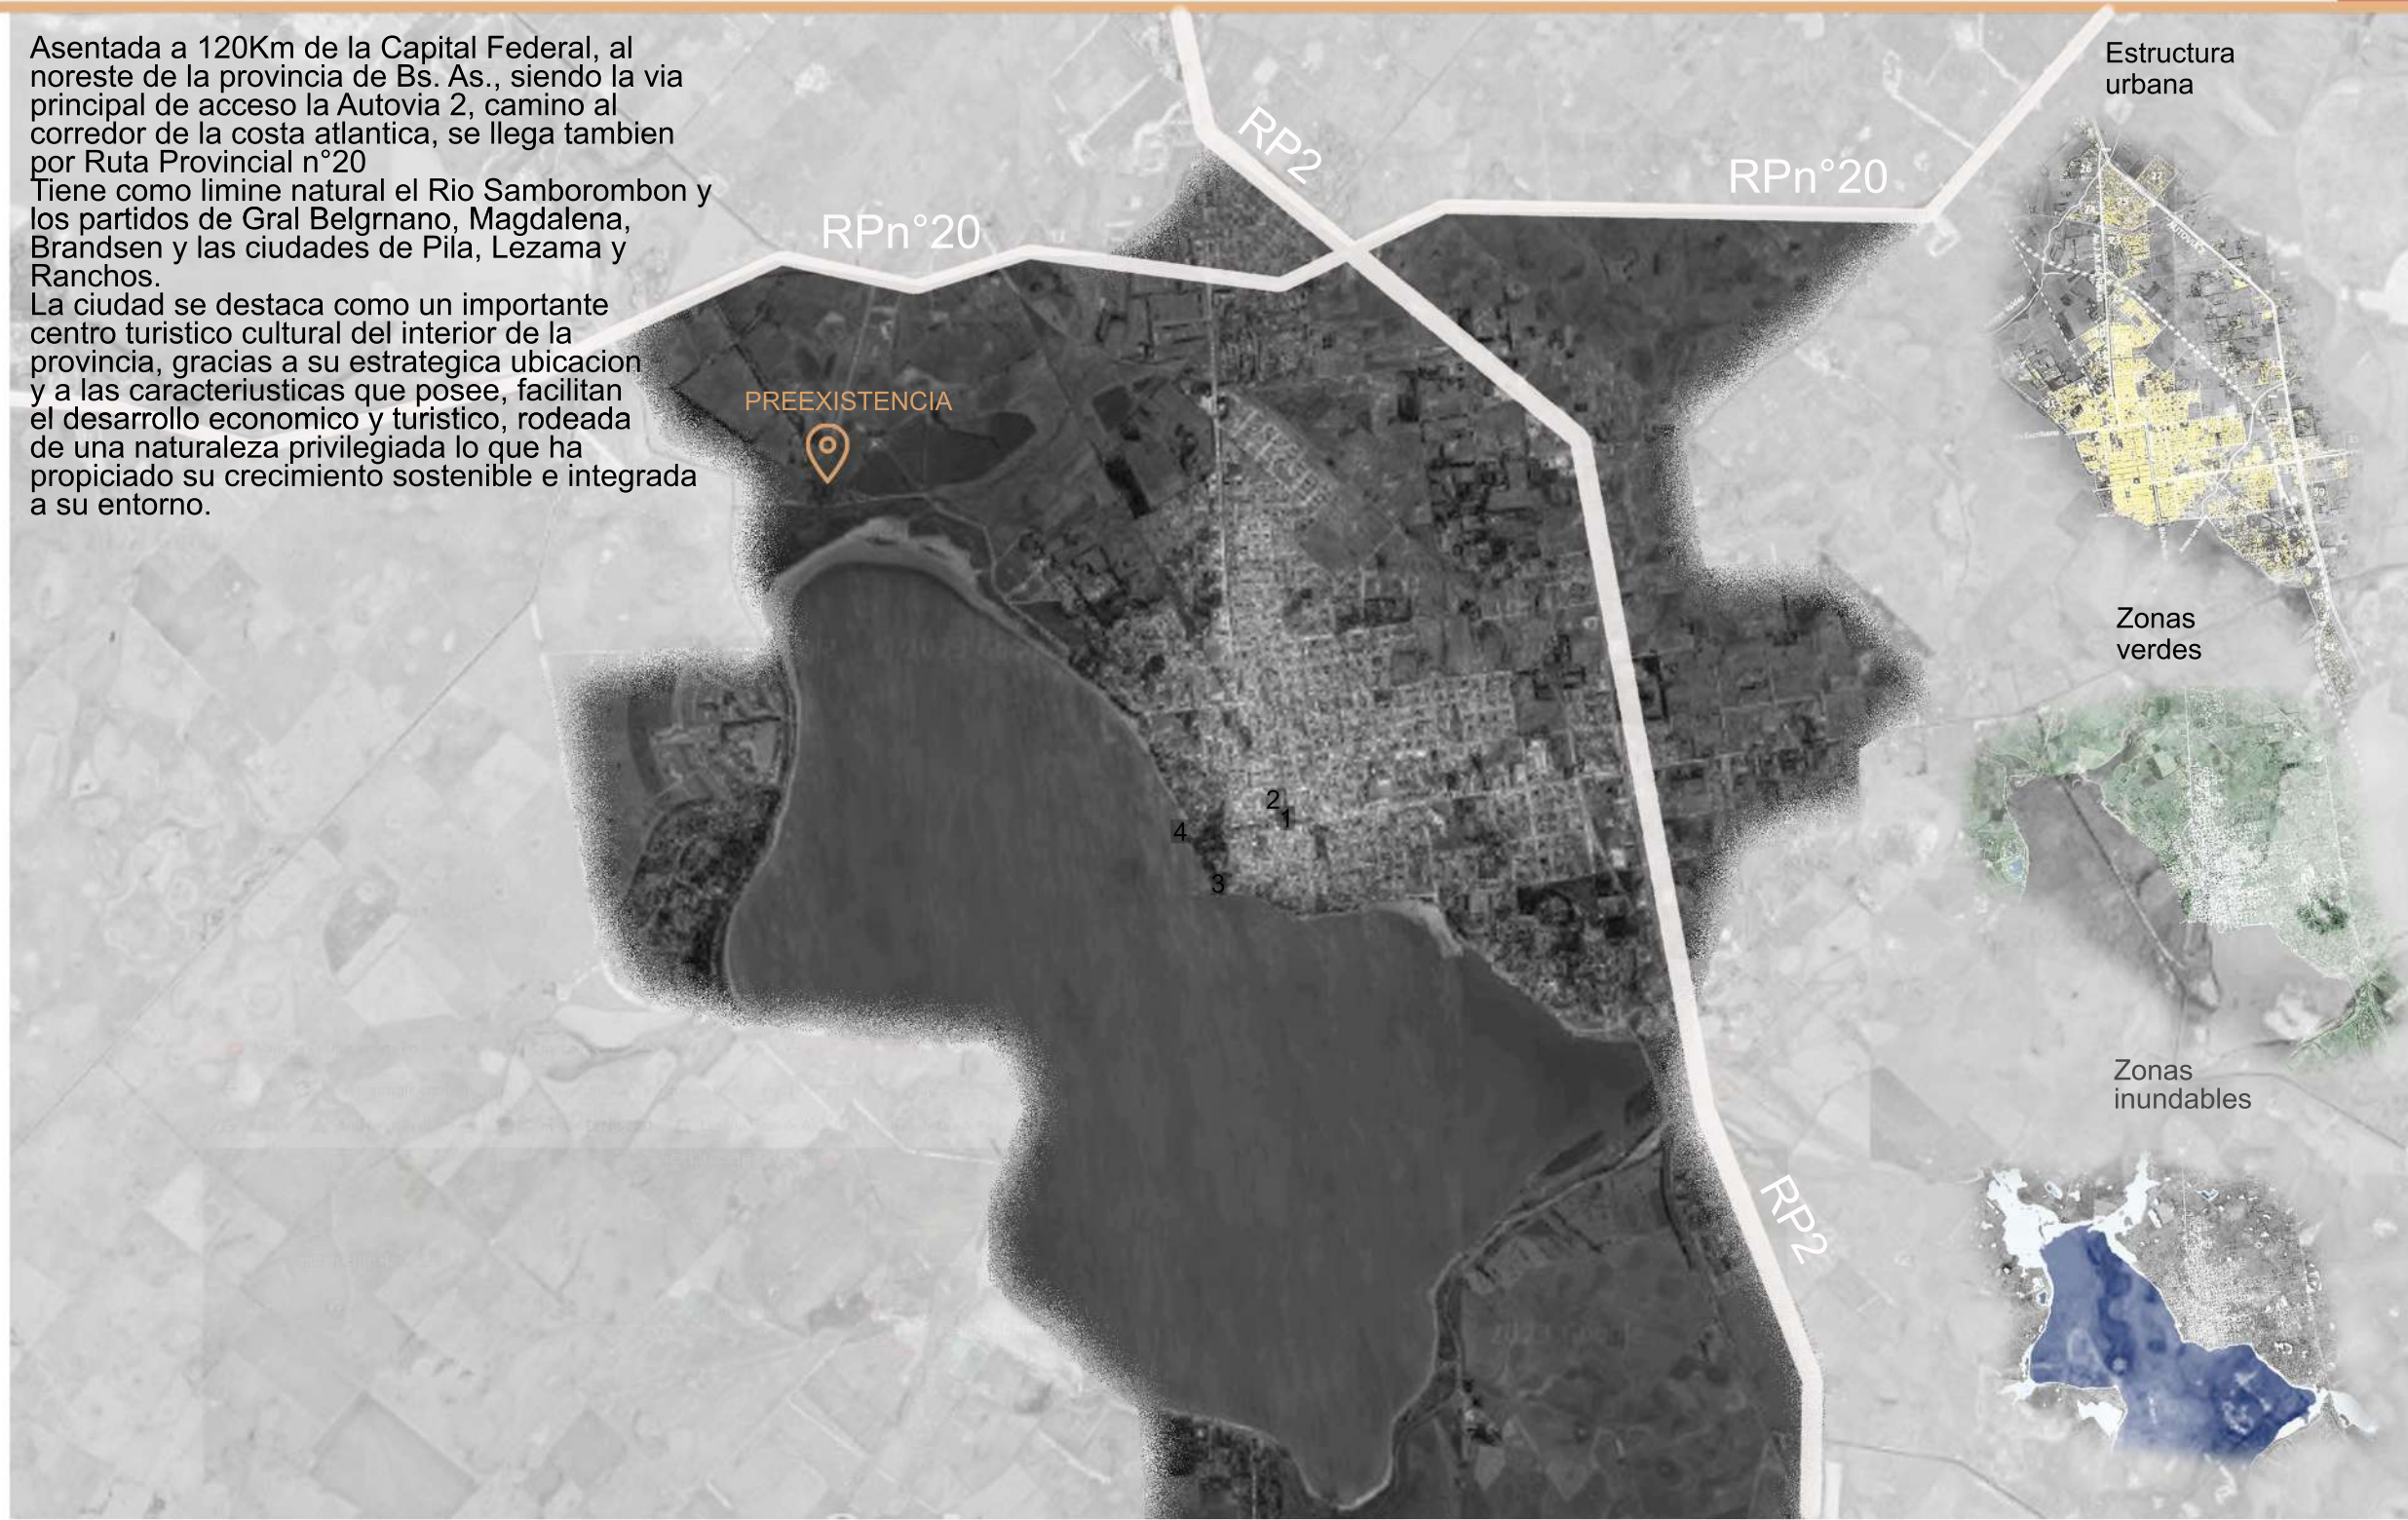 Asentada a 120Km de la Capital Federal, al
noreste de la provincia de Bs. As., siendo la via
principal de acceso la Autovia 2, camino al
corredor de la costa atlantica, se llega tambien
por Ruta Provincial n°20
Tiene como limine natural el Rio Samborombon y
los partidos de Gral Belgrnano, Magdalena,
Brandsen y las ciudades de Pila, Lezama y
Ranchos.
La ciudad se destaca como un importante
centro turistico cultural del interior de la
provincia, gracias a su estrategica ubicacion
y a las caracteriusticas que posee, facilitan
el desarrollo economico y turistico, rodeada
de una naturaleza privilegiada lo que ha
propiciado su crecimiento sostenible e integrada
a su entorno.
RP2
RPn°20
RPn°20
PREEXISTENCIA
2
1
4
3
RP2
Estructura
urbana
Zonas
verdes
Zonas
inundables